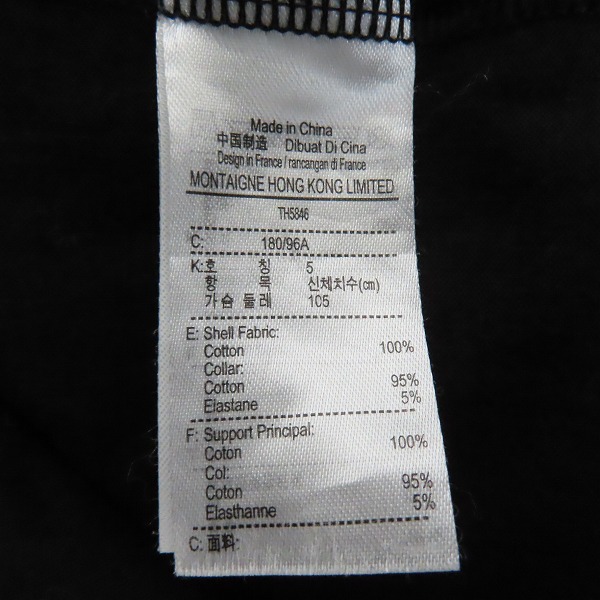 Made in China
中国制造 Dibuat Di Cina
Design in France / rancangan di France
MONTAIGNE HONG KONG LIMITED
TH5846
C: 180/96A
K:호 칭 5
항 목 신체치수(cm)
가슴 둘레 105
E: Shell Fabric:
Cotton 100%
Collar:
Cotton 95%
Elastane 5%
F: Support Principal:
Coton 100%
Col:
Coton 95%
Elasthanne 5%
C: 面料: